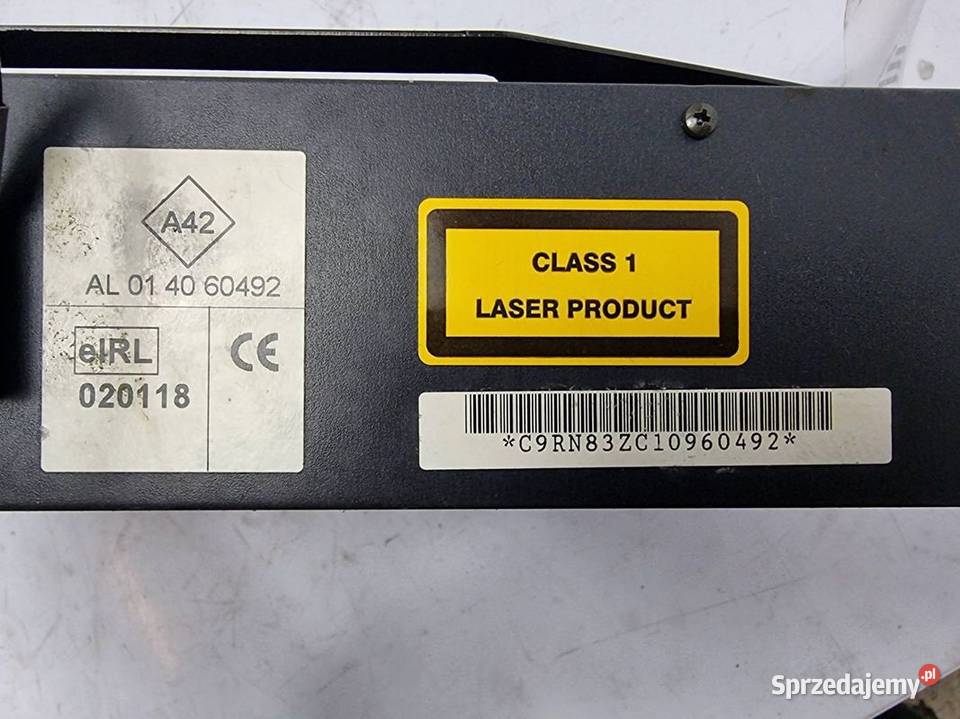 A42
AL 01 40 60492
eIRL
020118
CE
CLASS 1
LASER PRODUCT
*C9RN83ZC10960492*
Sprzedajemy.pl